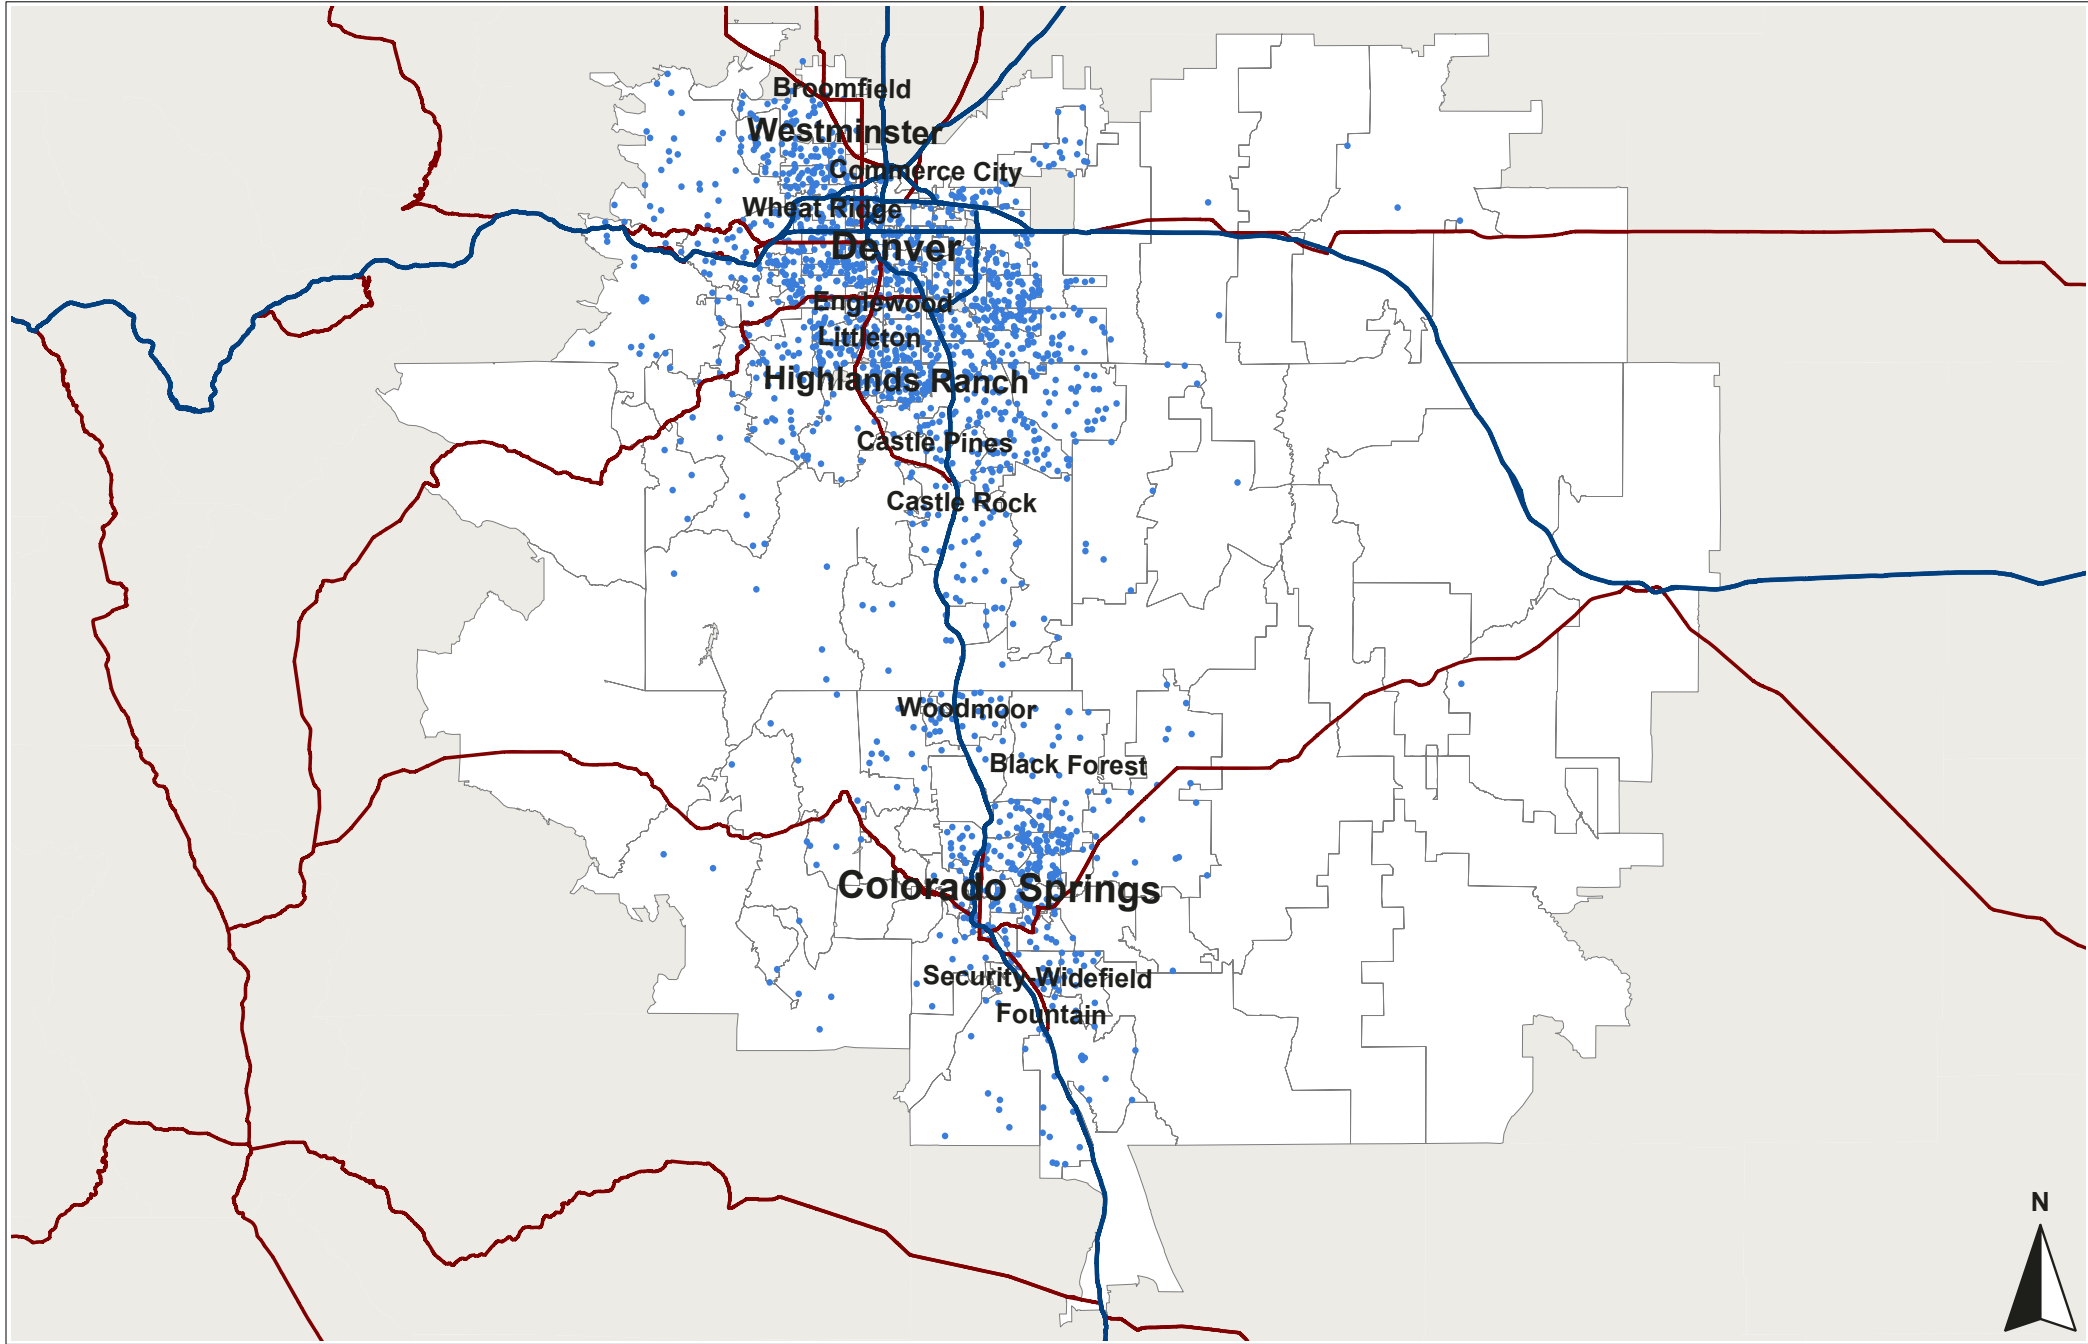 Broomfield
Westminster
Commerce City
Wheat Ridge
Denver
Englewood
Littleton
Highlands Ranch
Castle Pines
Castle Rock
Woodmoor
Black Forest
Colorado Springs
Security-Widefield
Fountain
N